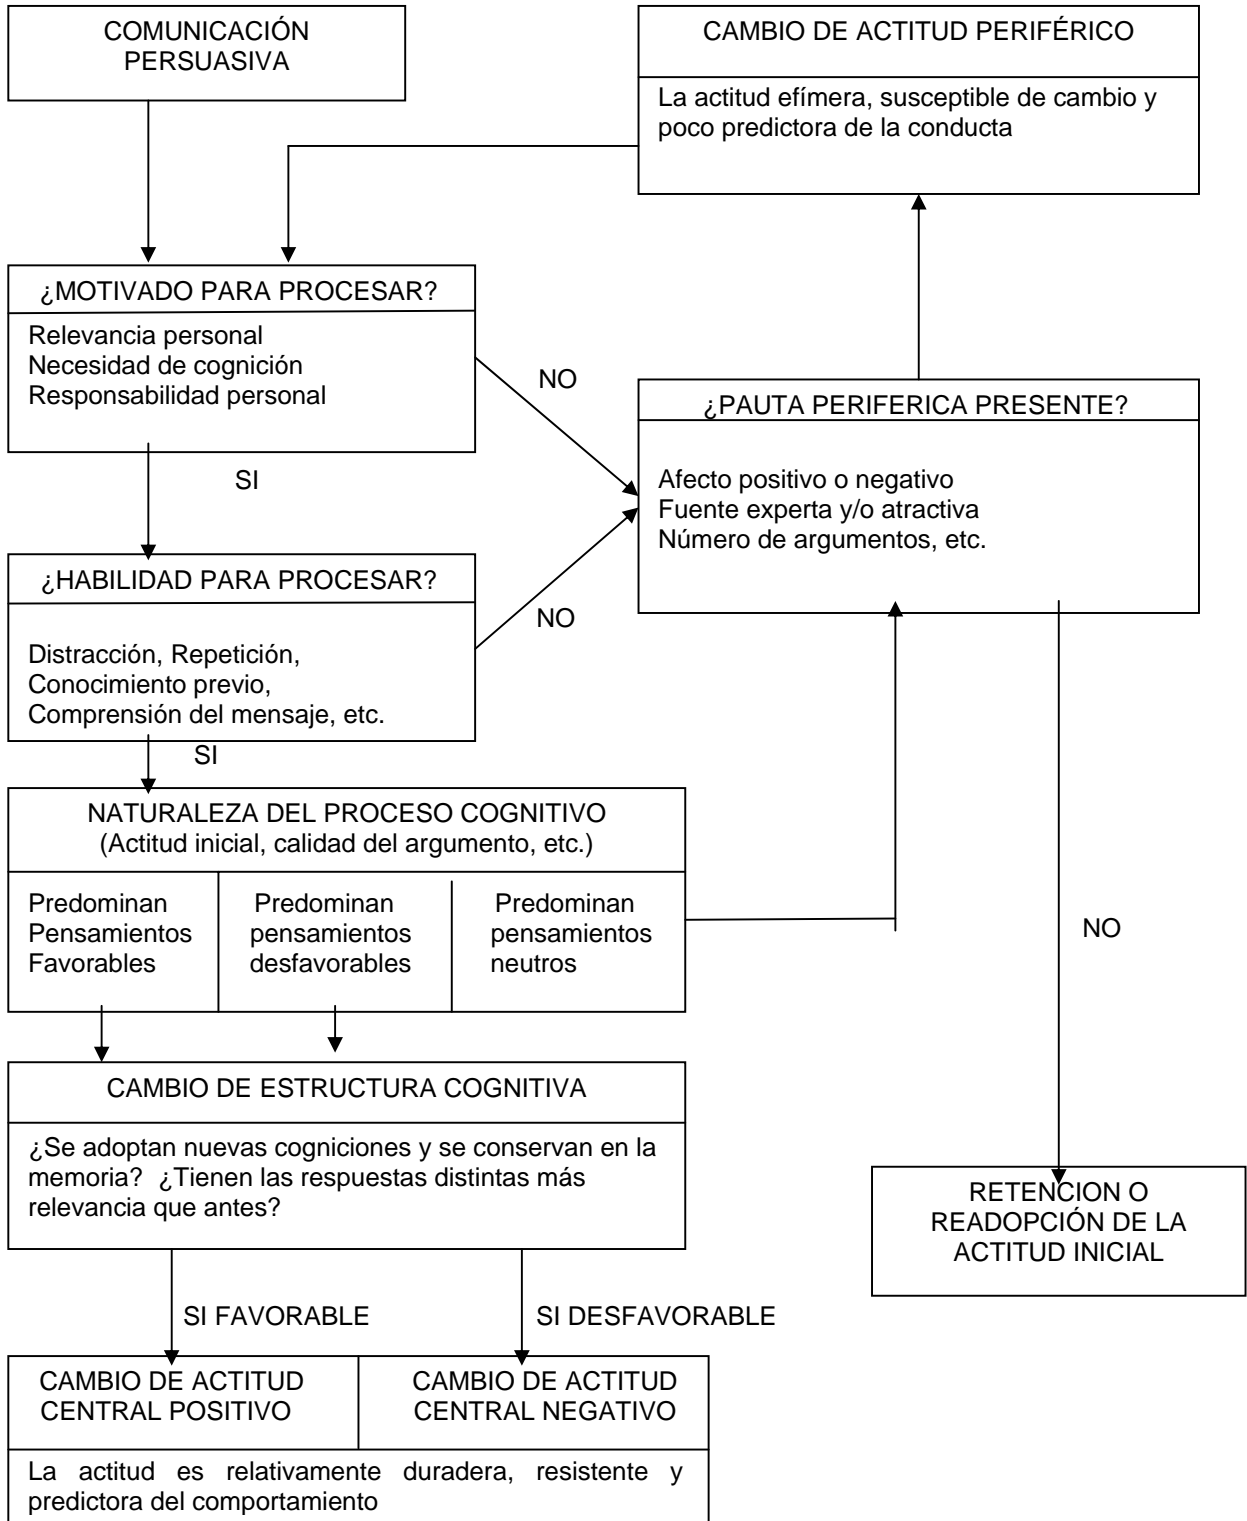 COMUNICACIÓN
PERSUASIVA
CAMBIO DE ACTITUD PERIFÉRICO
La actitud efímera, susceptible de cambio y
poco predictora de la conducta
¿MOTIVADO PARA PROCESAR?
Relevancia personal
Necesidad de cognición
Responsabilidad personal
NO
¿PAUTA PERIFERICA PRESENTE?
Afecto positivo o negativo
Fuente experta y/o atractiva
Número de argumentos, etc.
SI
¿HABILIDAD PARA PROCESAR?
Distracción, Repetición,
Conocimiento previo,
Comprensión del mensaje, etc.
NO
SI
NATURALEZA DEL PROCESO COGNITIVO
(Actitud inicial, calidad del argumento, etc.)
Predominan
Pensamientos
Favorables
Predominan
pensamientos
desfavorables
Predominan
pensamientos
neutros
NO
CAMBIO DE ESTRUCTURA COGNITIVA
¿Se adoptan nuevas cogniciones y se conservan en la
memoria? ¿Tienen las respuestas distintas más
relevancia que antes?
RETENCION O
READOPCIÓN DE LA
ACTITUD INICIAL
SI FAVORABLE
SI DESFAVORABLE
CAMBIO DE ACTITUD
CENTRAL POSITIVO
CAMBIO DE ACTITUD
CENTRAL NEGATIVO
La actitud es relativamente duradera, resistente y
predictora del comportamiento